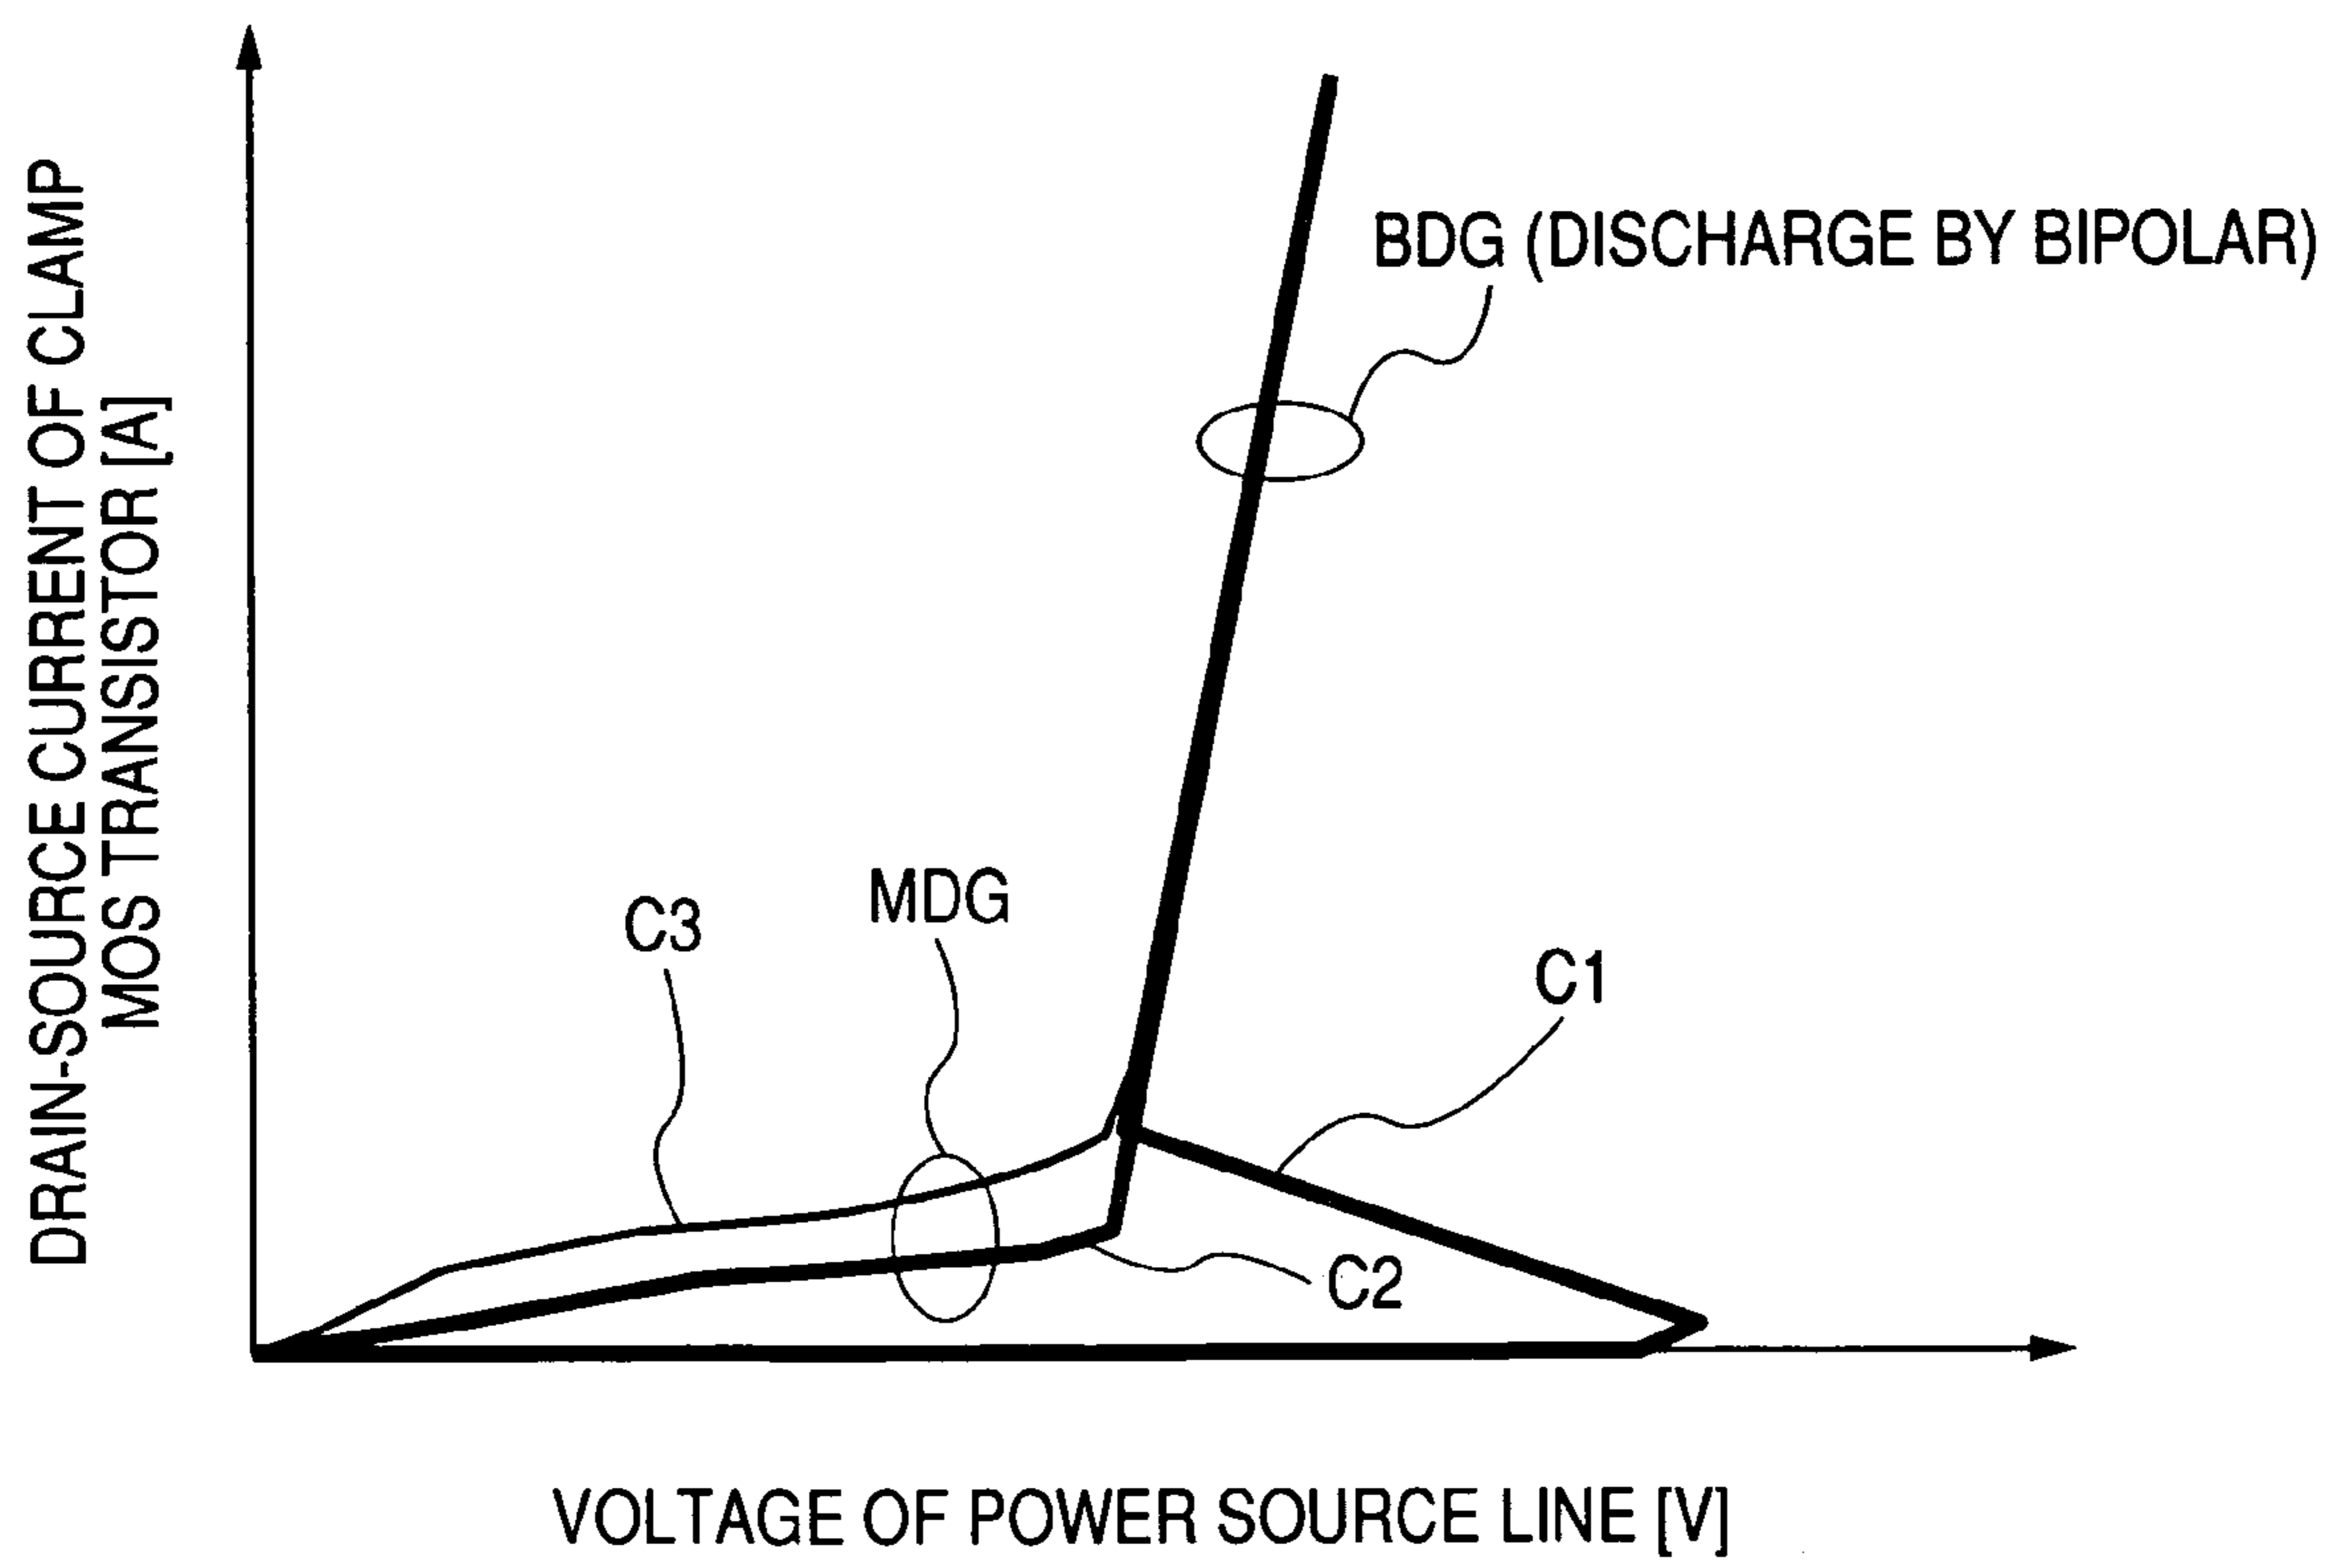 DRAIN-SOURCE CURRENT OF CLAMP
MOS TRANSISTOR [A]
BDG (DISCHARGE BY BIPOLAR)
MDG
C3
C1
C2
VOLTAGE OF POWER SOURCE LINE [V]